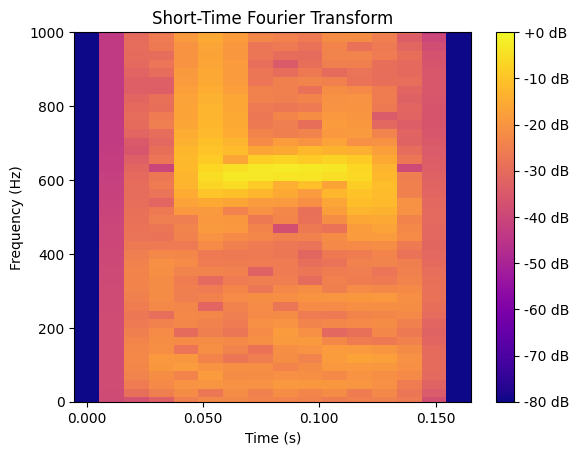 Short-Time Fourier Transform
1000
800
600
400
200
0
Frequency (Hz)
0.000
0.050
0.100
0.150
Time (s)
+0 dB
-10 dB
-20 dB
-30 dB
-40 dB
-50 dB
-60 dB
-70 dB
-80 dB